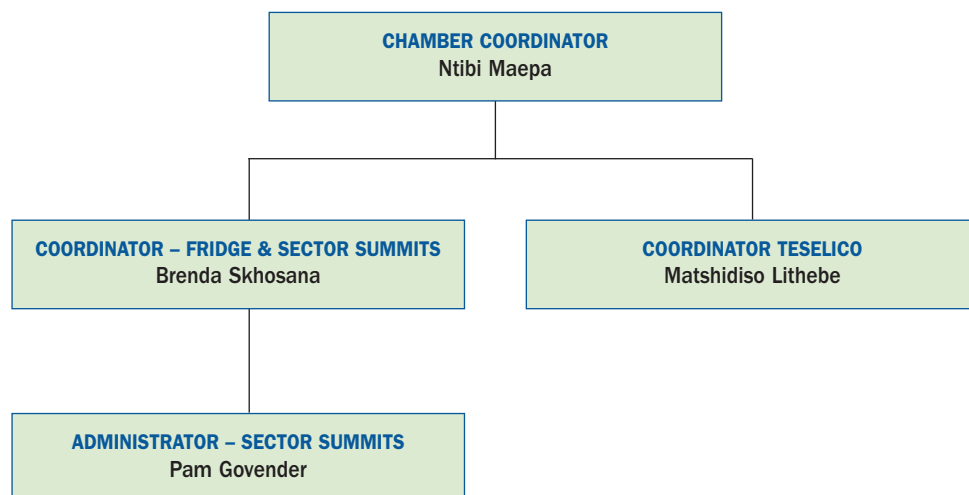 CHAMBER COORDINATOR
Ntibi Maepa
COORDINATOR – FRIDGE & SECTOR SUMMITS
Brenda Skhosana
COORDINATOR TESELICO
Matshidiso Lithebe
ADMINISTRATOR – SECTOR SUMMITS
Pam Govender